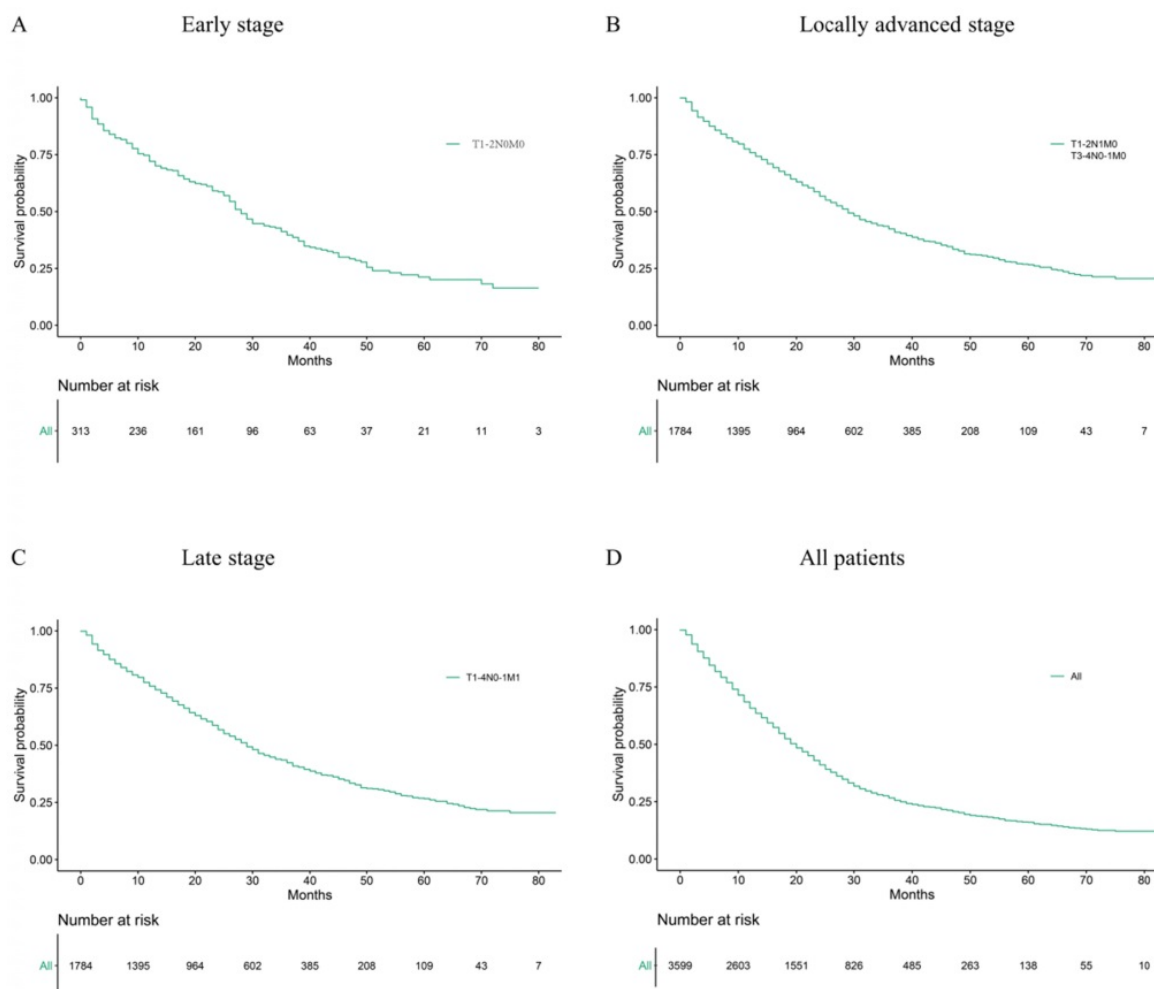 A Early stage
1.00
0.75
0.50
0.25
0.00
Survival probability
T1-2N0M0
0 10 20 30 40 50 60 70 80
Months
Number at risk
All 313 236 161 96 63 37 21 11 3
B Locally advanced stage
1.00
0.75
0.50
0.25
0.00
Survival probability
T1-2N1M0
T3-4N0-1M0
0 10 20 30 40 50 60 70 80
Months
Number at risk
All 1784 1395 964 602 385 208 109 43 7
C Late stage
1.00
0.75
0.50
0.25
0.00
Survival probability
T1-4N0-1M1
0 10 20 30 40 50 60 70 80
Months
Number at risk
All 1784 1395 964 602 385 208 109 43 7
D All patients
1.00
0.75
0.50
0.25
0.00
Survival probability
All
0 10 20 30 40 50 60 70 80
Months
Number at risk
All 3599 2603 1551 826 485 263 138 55 10